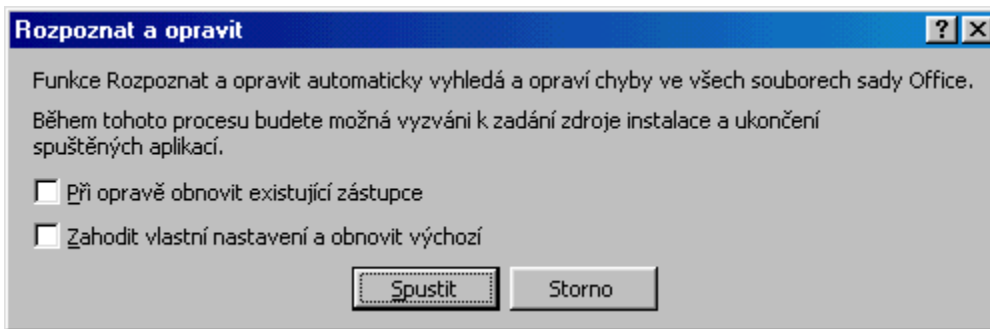 Rozpoznat a opravit
Funkce Rozpoznat a opravit automaticky vyhledá a opraví chyby ve všech souborech sady Office.
Během tohoto procesu budete možná vyzváni k zadání zdroje instalace a ukončení
spuštěných aplikací.
Při opravě obnovit existující zástupce
Zahodit vlastní nastavení a obnovit výchozí
Spustit Storno